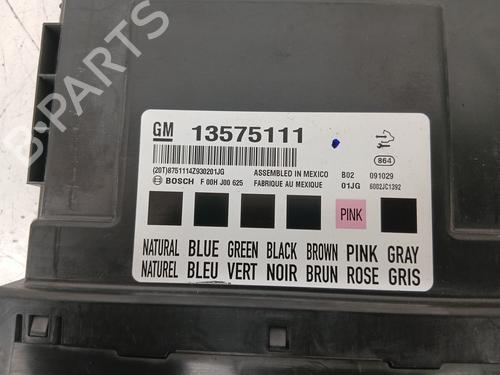 B-PARTS
GM 13575111
864
(20T)8751114Z930201JG ASSEMBLED IN MEXICO B02 091029
BOSCH F 00H J00 625 FABRIQUE AU MEXIQUE 01JG 6002JC1392
PINK
NATURAL BLUE GREEN BLACK BROWN PINK GRAY
NATUREL BLEU VERT NOIR BRUN ROSE GRIS